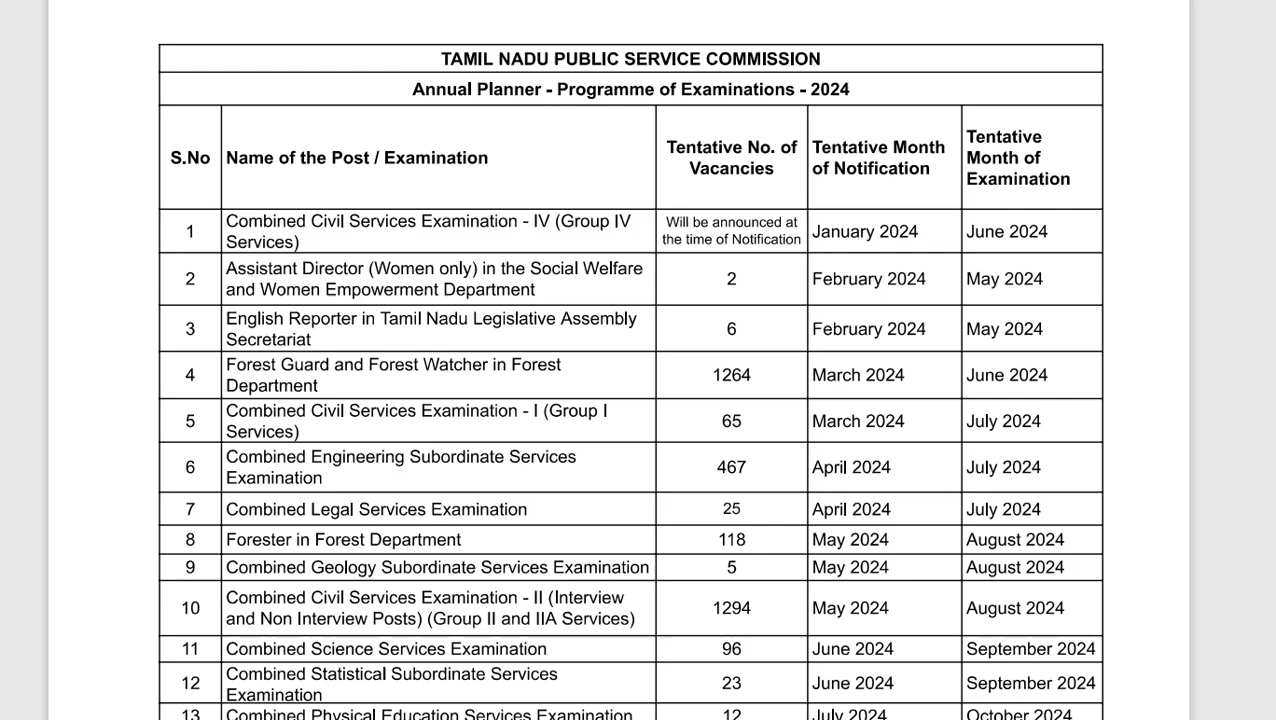 TAMIL NADU PUBLIC SERVICE COMMISSION
Annual Planner - Programme of Examinations - 2024
S.No Name of the Post / Examination Tentative No. of Vacancies Tentative Month of Notification Tentative Month of Examination
1 Combined Civil Services Examination - IV (Group IV Services) Will be announced at the time of Notification January 2024 June 2024
2 Assistant Director (Women only) in the Social Welfare and Women Empowerment Department 2 February 2024 May 2024
3 English Reporter in Tamil Nadu Legislative Assembly Secretariat 6 February 2024 May 2024
4 Forest Guard and Forest Watcher in Forest Department 1264 March 2024 June 2024
5 Combined Civil Services Examination - I (Group I Services) 65 March 2024 July 2024
6 Combined Engineering Subordinate Services Examination 467 April 2024 July 2024
7 Combined Legal Services Examination 25 April 2024 July 2024
8 Forester in Forest Department 118 May 2024 August 2024
9 Combined Geology Subordinate Services Examination 5 May 2024 August 2024
10 Combined Civil Services Examination - II (Interview and Non Interview Posts) (Group II and IIA Services) 1294 May 2024 August 2024
11 Combined Science Services Examination 96 June 2024 September 2024
12 Combined Statistical Subordinate Services Examination 23 June 2024 September 2024
13 Combined Physical Education Services Examination 12 July 2024 October 2024